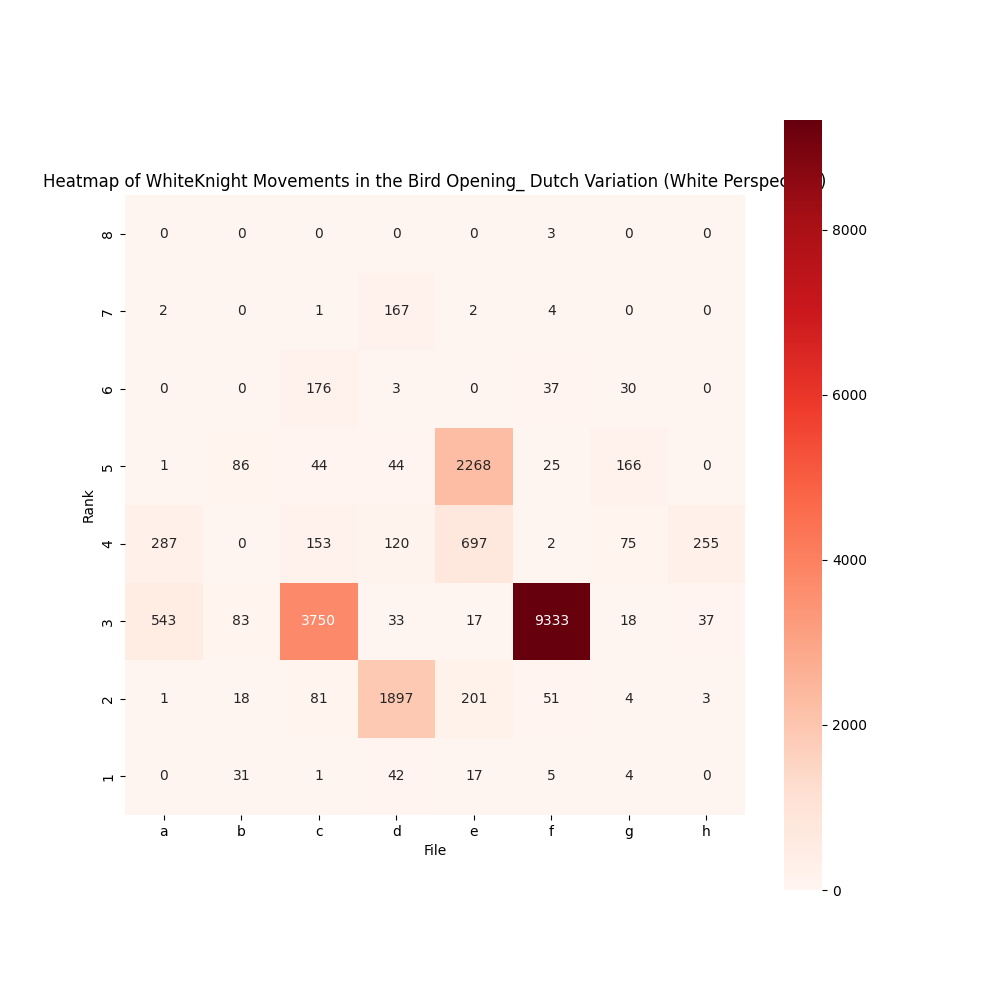 Heatmap of WhiteKnight Movements in the Bird Opening_ Dutch Variation (White Perspec )
8 0 0 0 0 0 3 0 0
7 2 0 1 167 2 4 0 0
6 0 0 176 3 0 37 30 0
5 1 86 44 44 2268 25 166 0
4 287 0 153 120 697 2 75 255
3 543 83 3750 33 17 9333 18 37
2 1 18 81 1897 201 51 4 3
1 0 31 1 42 17 5 4 0
a b c d e f g h
File
Rank
8000
6000
4000
2000
0